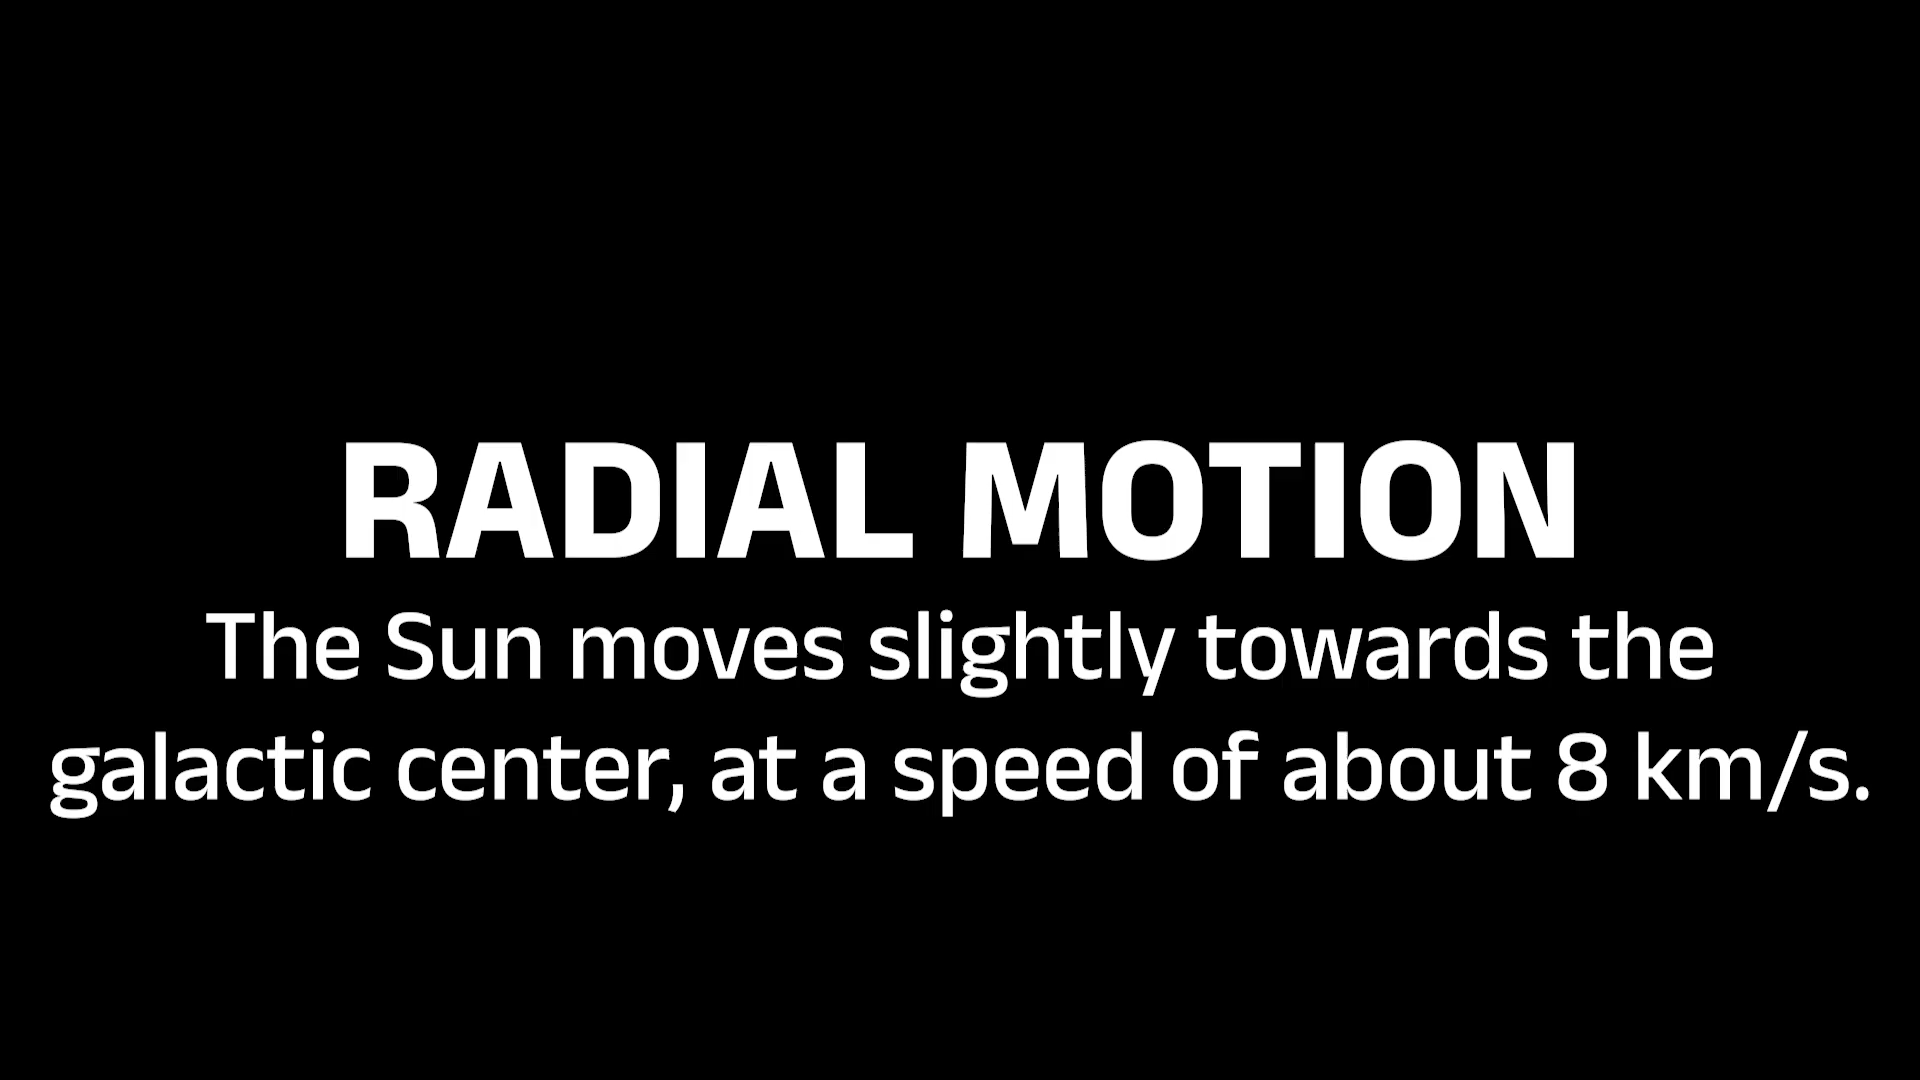 RADIAL MOTION
The Sun moves slightly towards the
galactic center, at a speed of about 8 km/s.